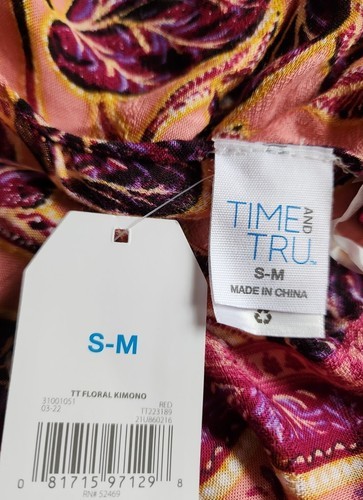 TIME AND TRU™
S-M
MADE IN CHINA
S-M
TT FLORAL KIMONO
31001051 RED
03-22 TT223189
21UB60216
0 81715 97129 8
RN# 52469